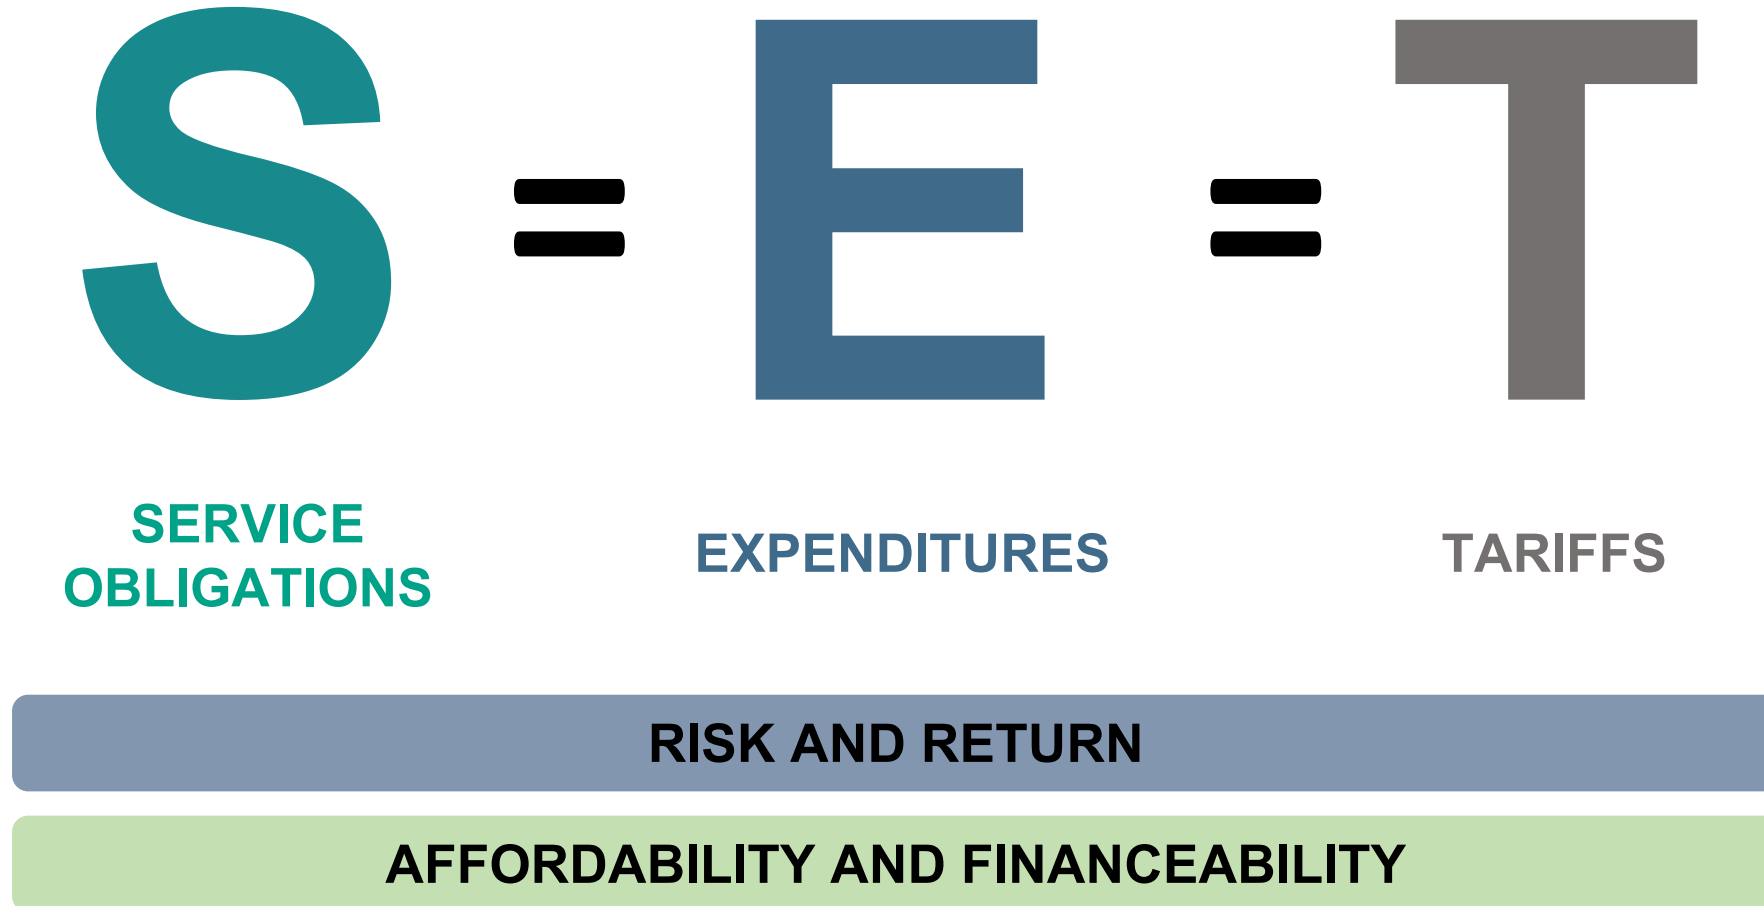 S = E = T
SERVICE
OBLIGATIONS
EXPENDITURES
TARIFFS
RISK AND RETURN
AFFORDABILITY AND FINANCEABILITY